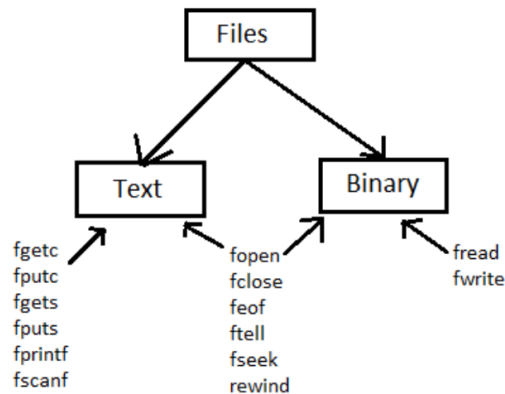 Files
Text
Binary
fgetc
fputc
fgets
fputs
fprintf
fscanf
fopen
fclose
feof
ftell
fseek
rewind
fread
fwrite